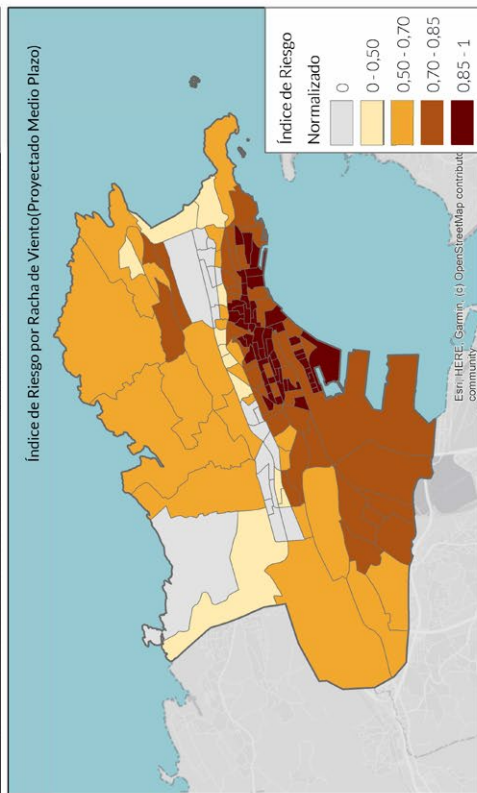 Índice de Riesgo por Racha de Viento(Proyectado Medio Plazo)
Índice de Riesgo
Normalizado
0
0 - 0,50
0,50 - 0,70
0,70 - 0,85
0,85 - 1
Esri, HERE, Garmin, (c) OpenStreetMap contributo
community